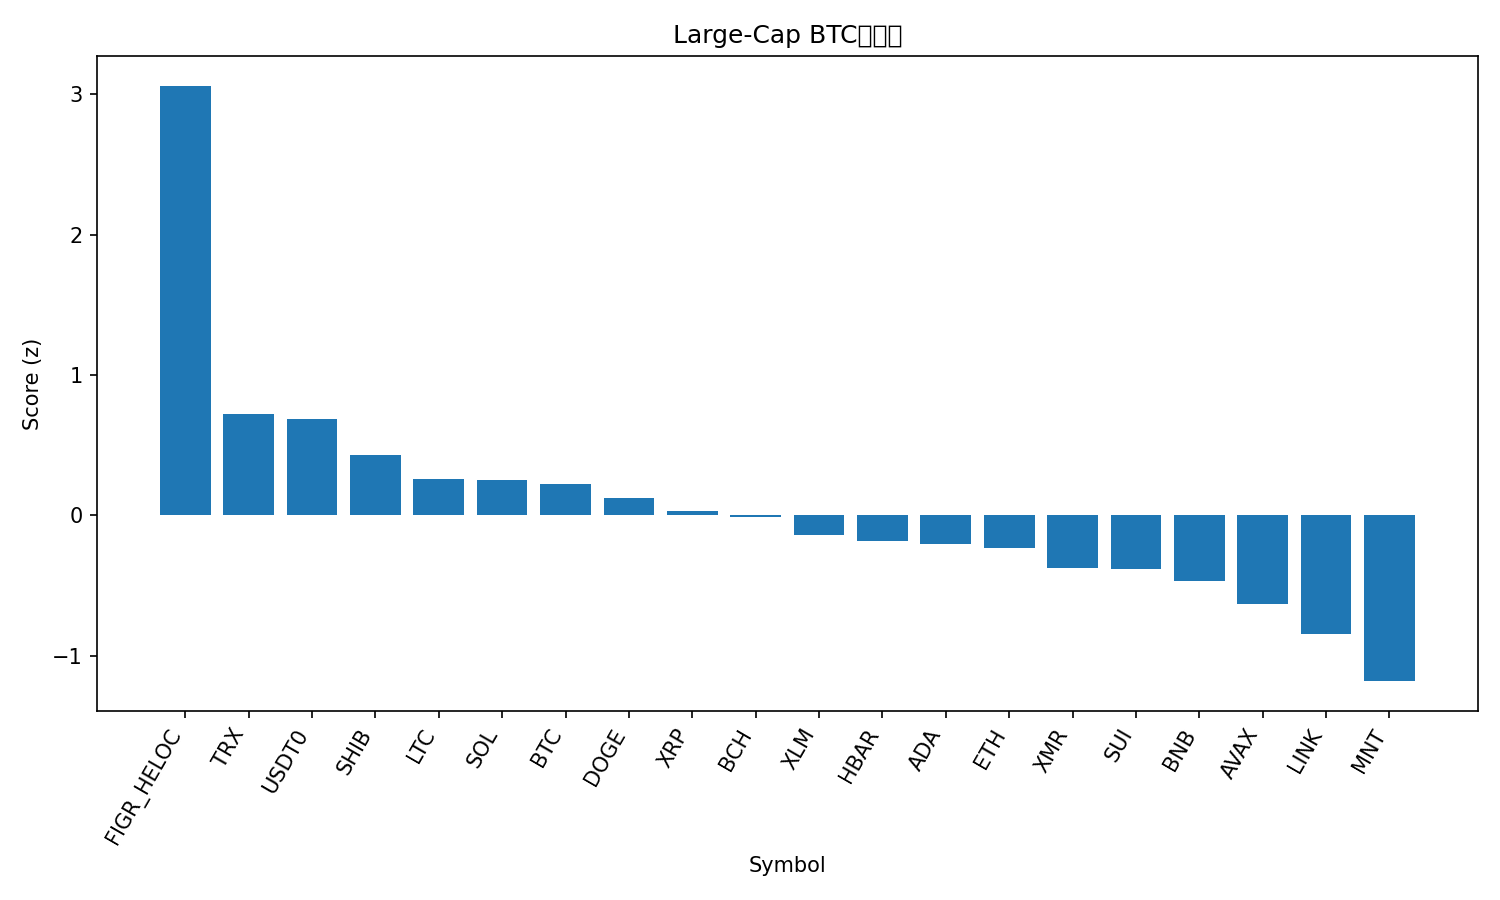 Large-Cap BTC
Score (z)
3
2
1
0
−1
FIGR_HELOC
TRX
USDT0
SHIB
LTC
SOL
BTC
DOGE
XRP
BCH
XLM
HBAR
ADA
ETH
XMR
SUI
BNB
AVAX
LINK
MNT
Symbol